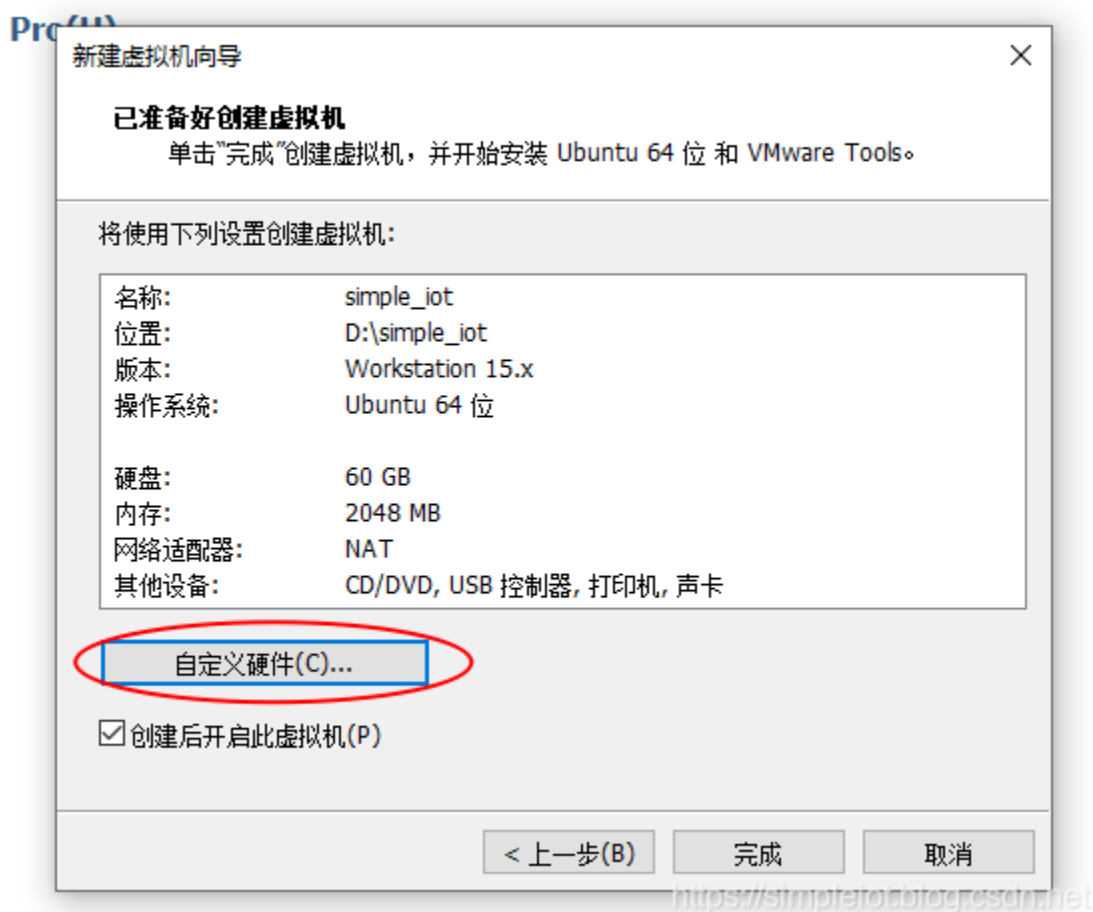 Pro(U)
新建虚拟机向导
已准备好创建虚拟机
单击"完成"创建虚拟机，并开始安装 Ubuntu 64 位 和 VMware Tools。
将使用下列设置创建虚拟机:
名称: simple_iot
位置: D:\simple_iot
版本: Workstation 15.x
操作系统: Ubuntu 64 位
硬盘: 60 GB
内存: 2048 MB
网络适配器: NAT
其他设备: CD/DVD, USB 控制器, 打印机, 声卡
自定义硬件(C)...
创建后开启此虚拟机(P)
< 上一步(B) 完成 取消
https://simpleiot.blog.csdn.net